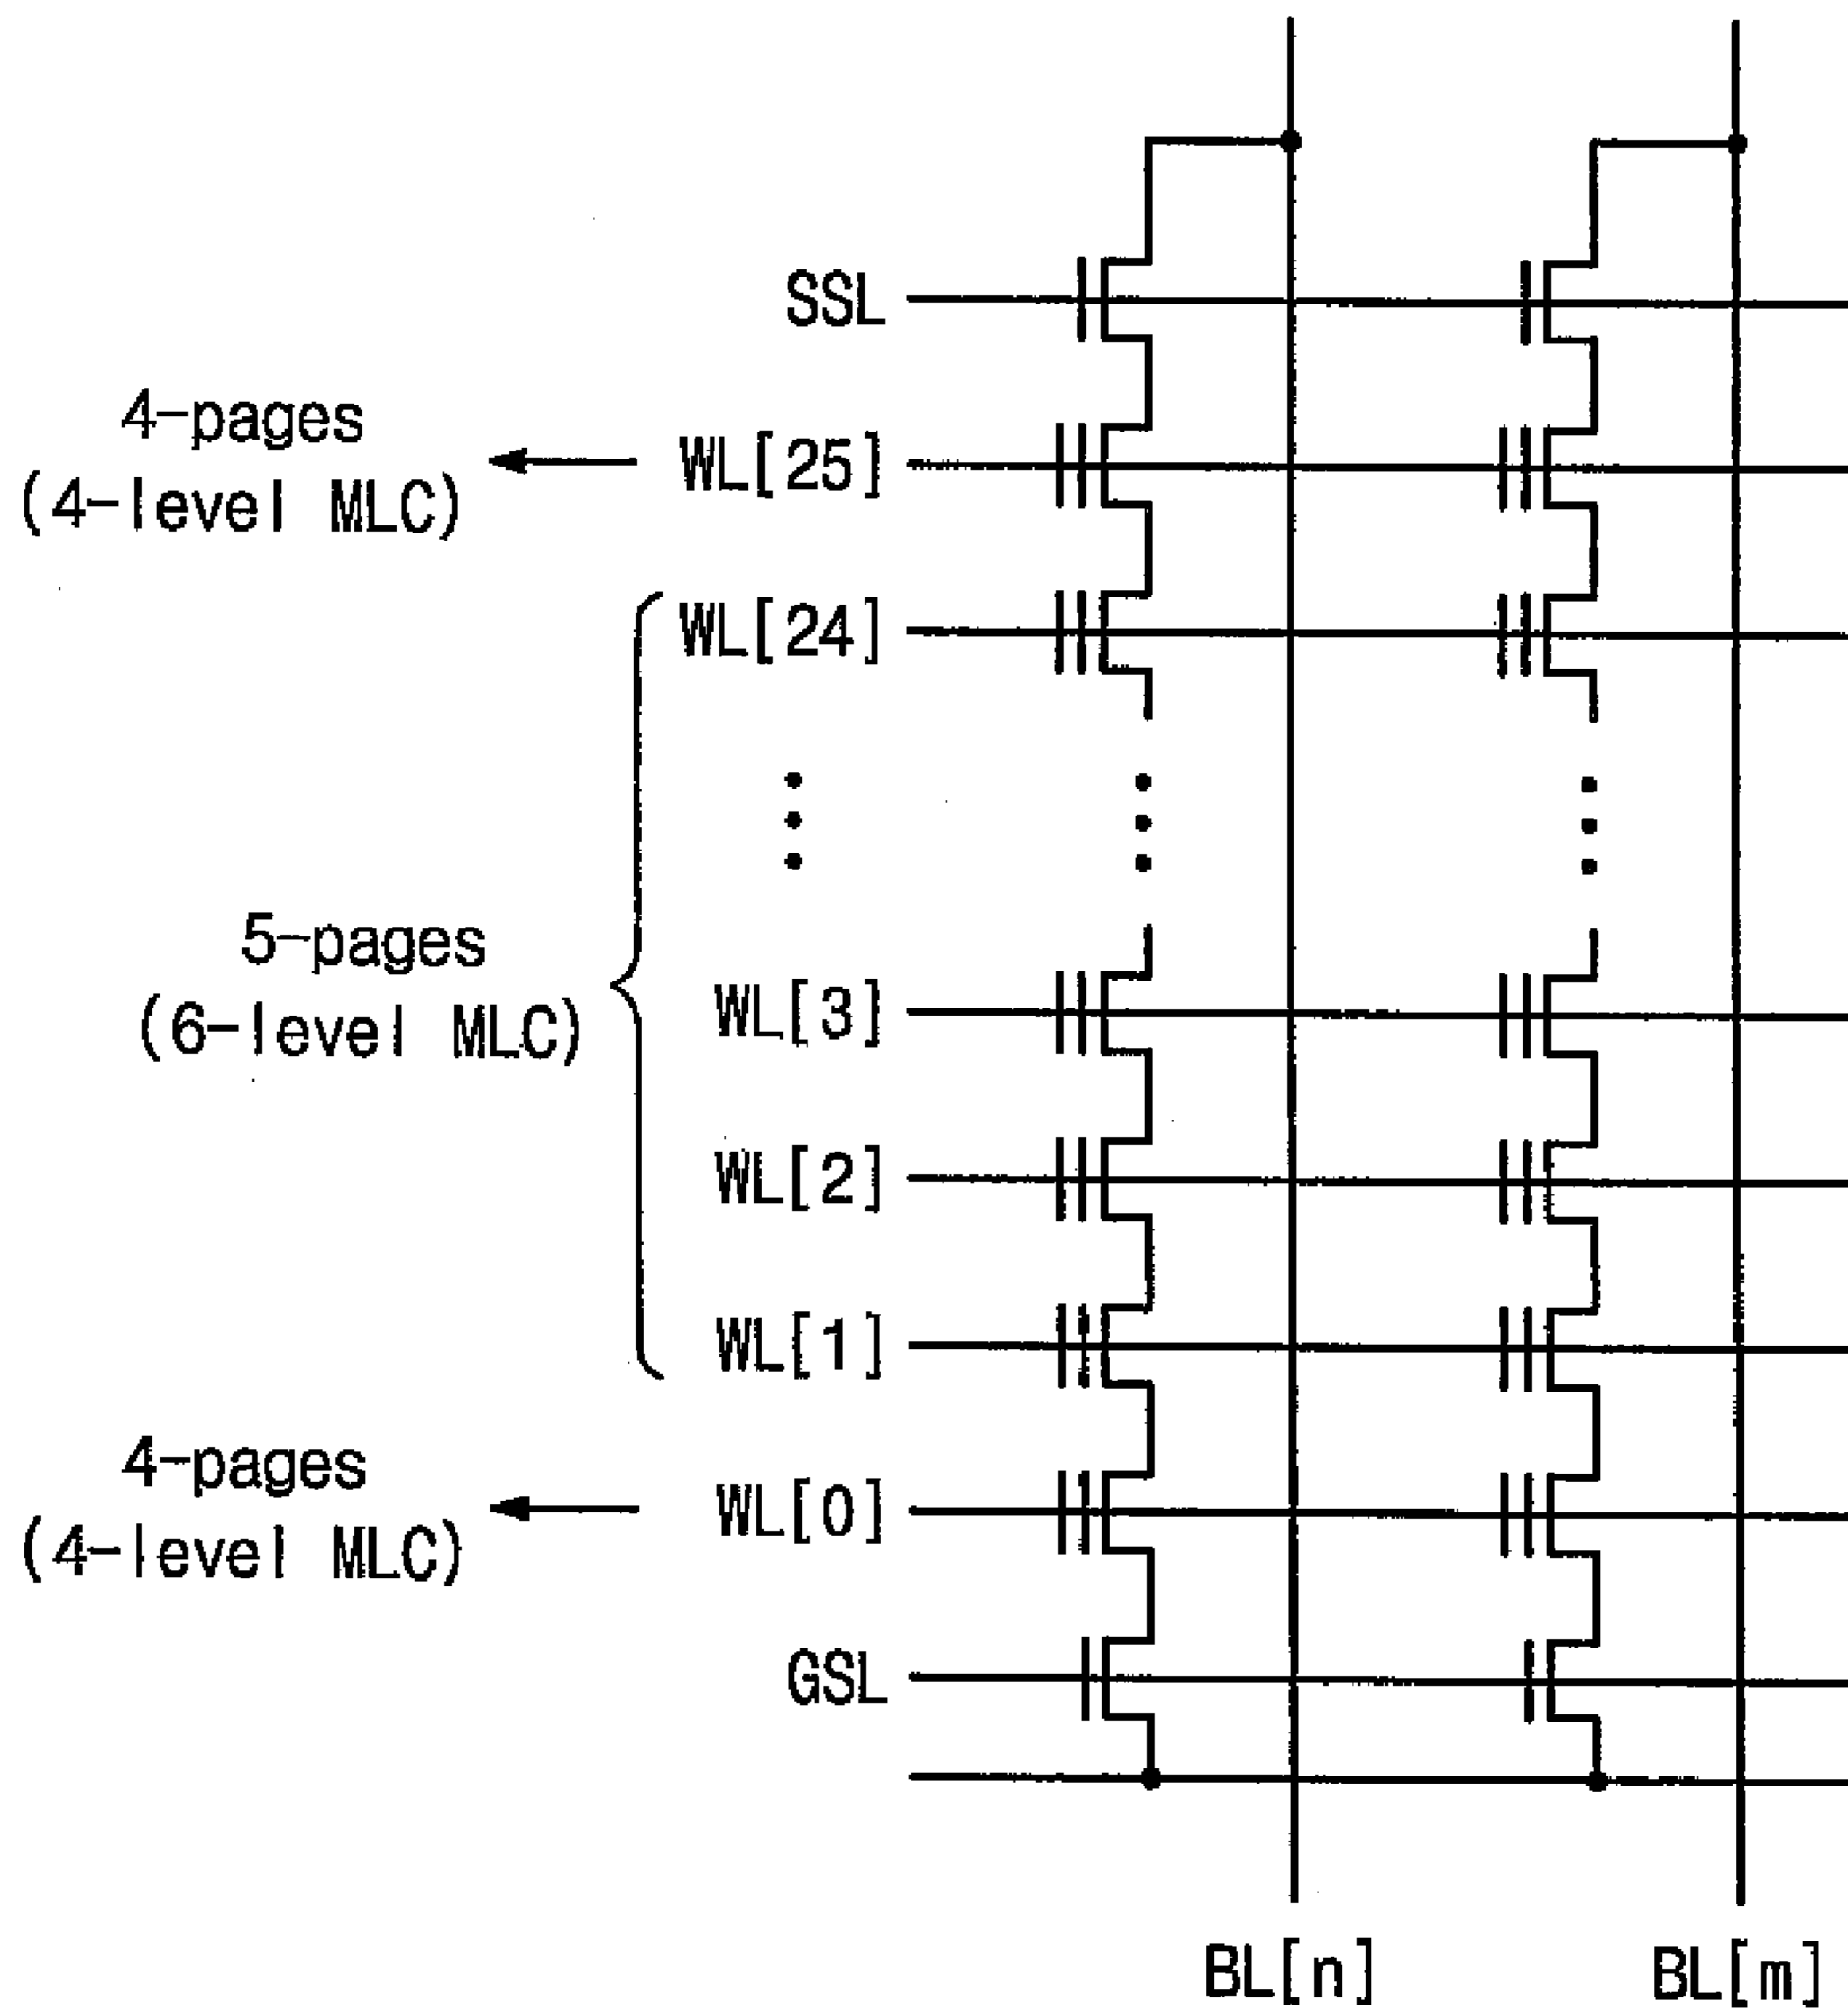 SSL
4-pages
(4-level MLC)
WL[25]
WL[24]
5-pages
(6-level MLC)
WL[3]
WL[2]
WL[1]
4-pages
(4-level MLC)
WL[0]
GSL
BL[n]
BL[m]